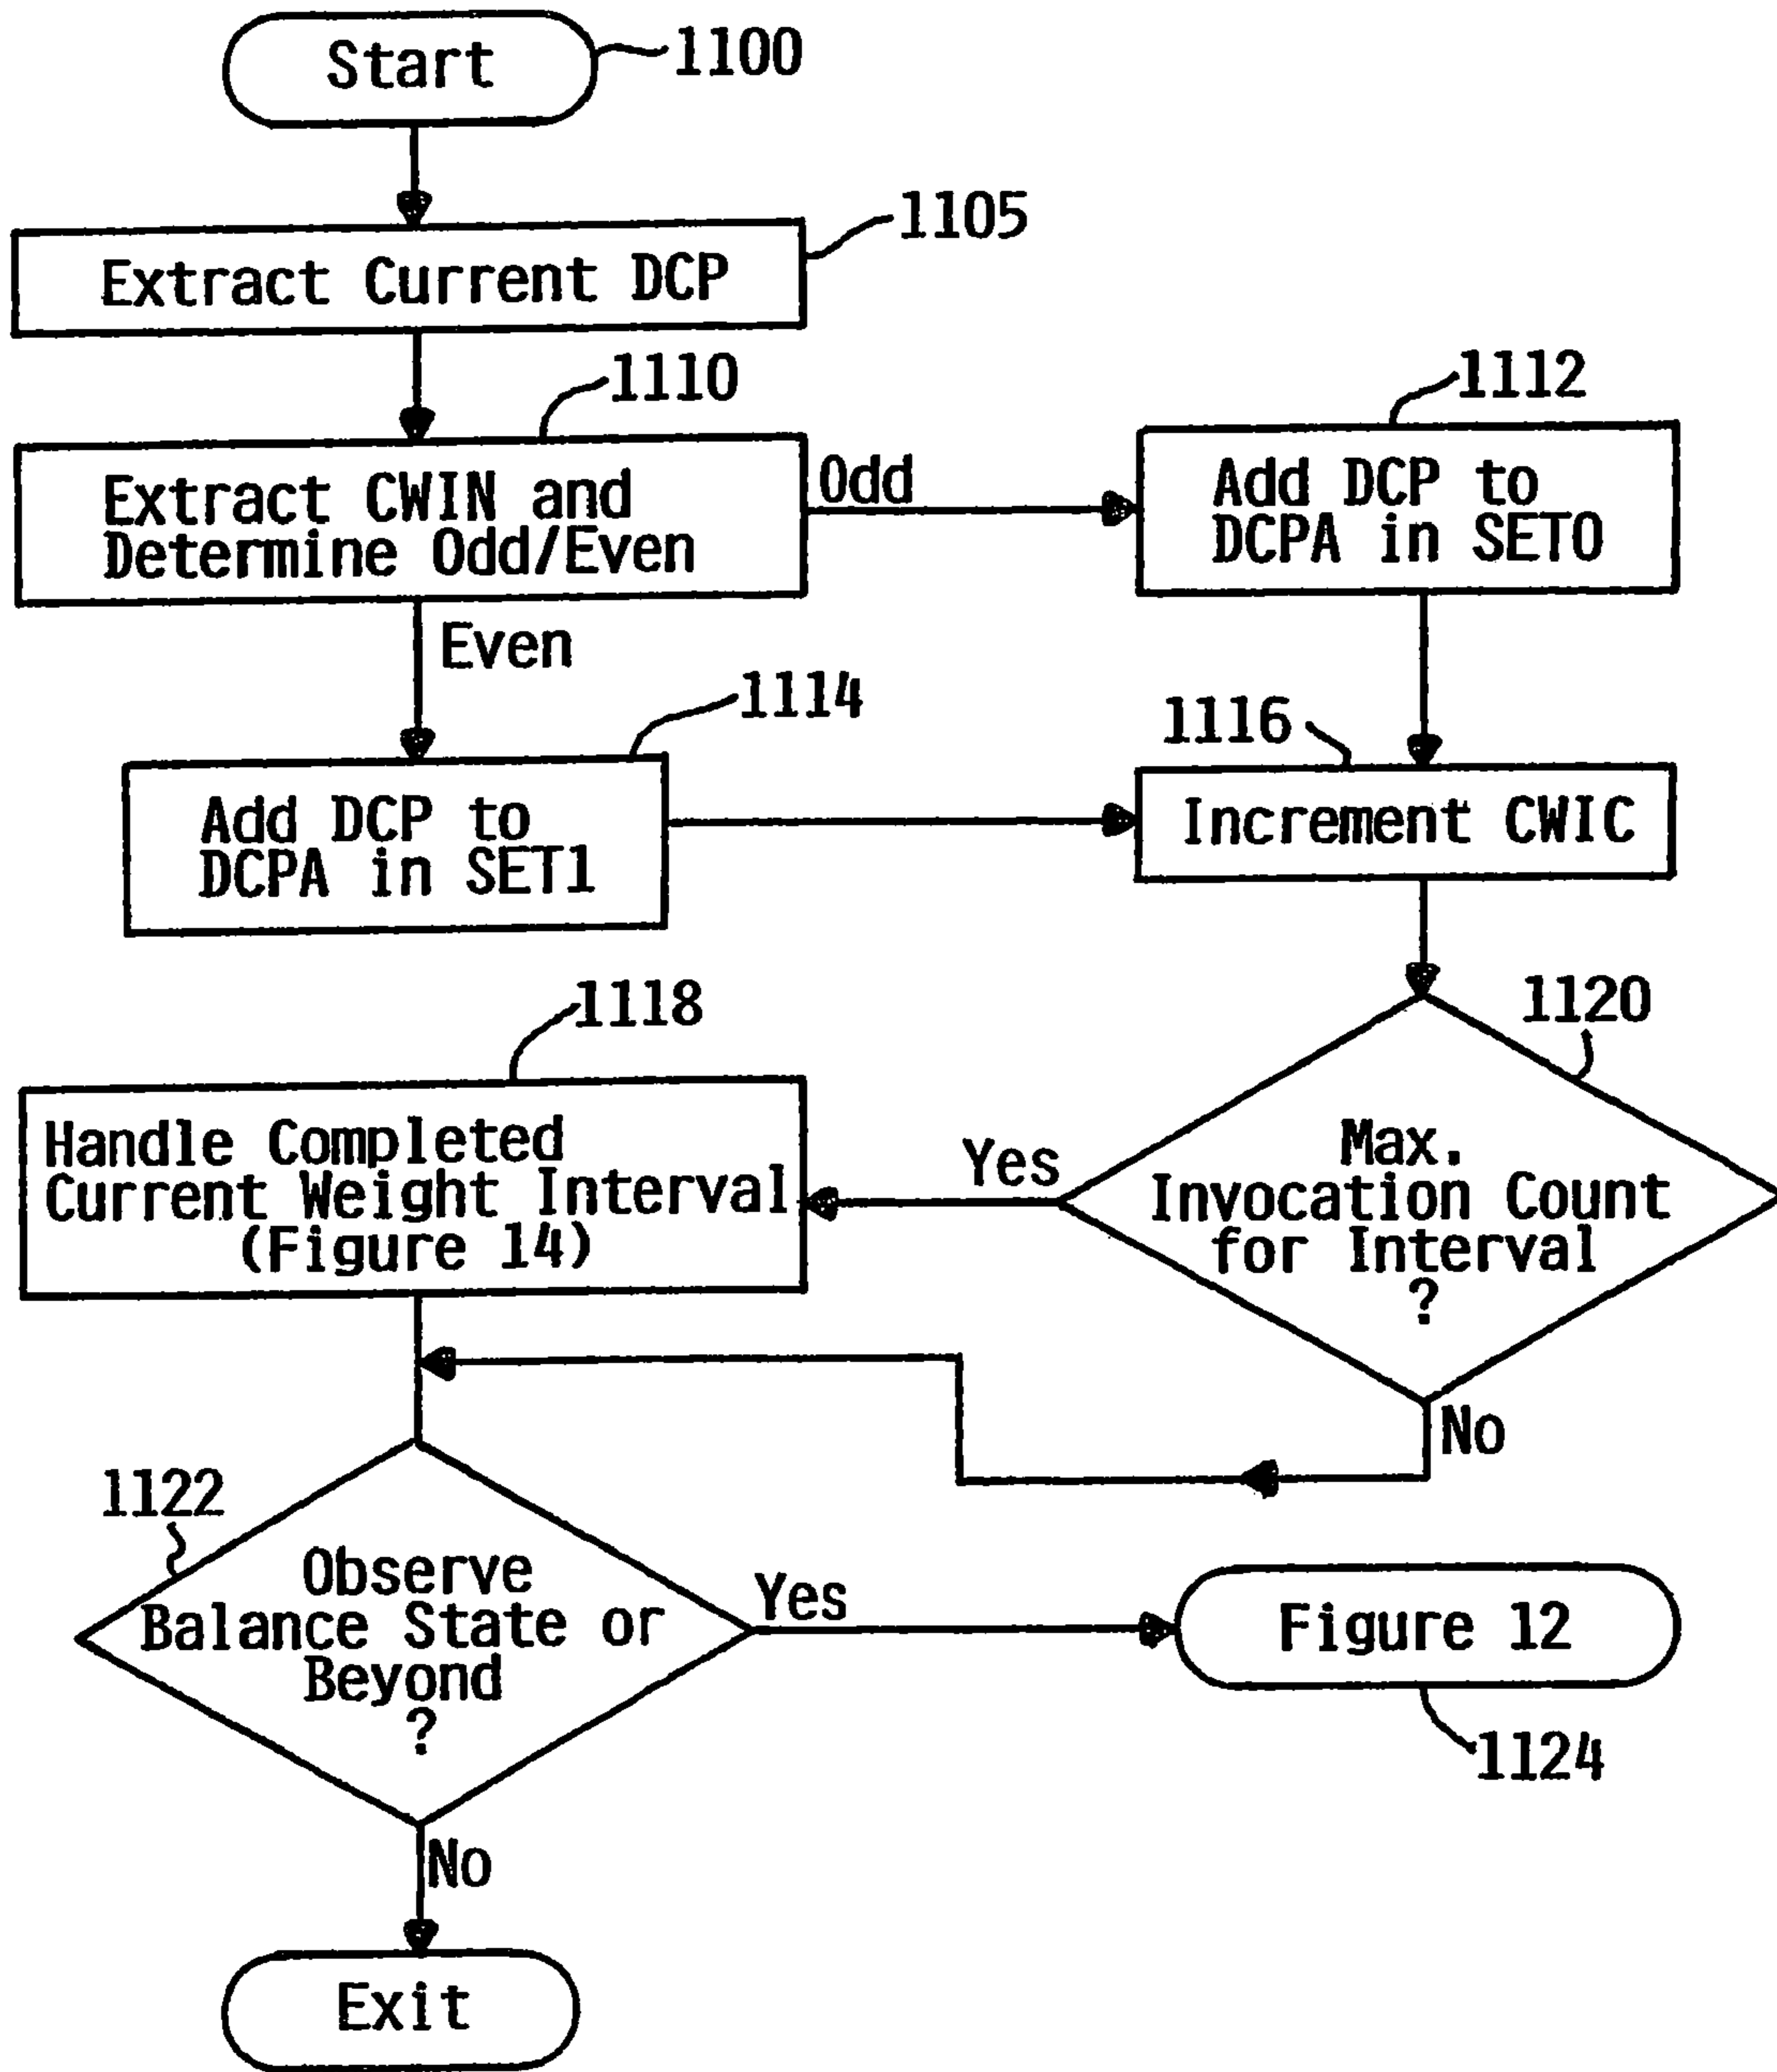 Start
1100
Extract Current DCP
1105
1110
Extract CWIN and
Determine Odd/Even
Odd
1112
Add DCP to
DCPA in SET0
Even
1114
Add DCP to
DCPA in SET1
1116
Increment CWIC
1118
Handle Completed
Current Weight Interval
(Figure 14)
Yes
1120
Max.
Invocation Count
for Interval
?
No
1122
Observe
Balance State or
Beyond
?
Yes
Figure 12
1124
No
Exit